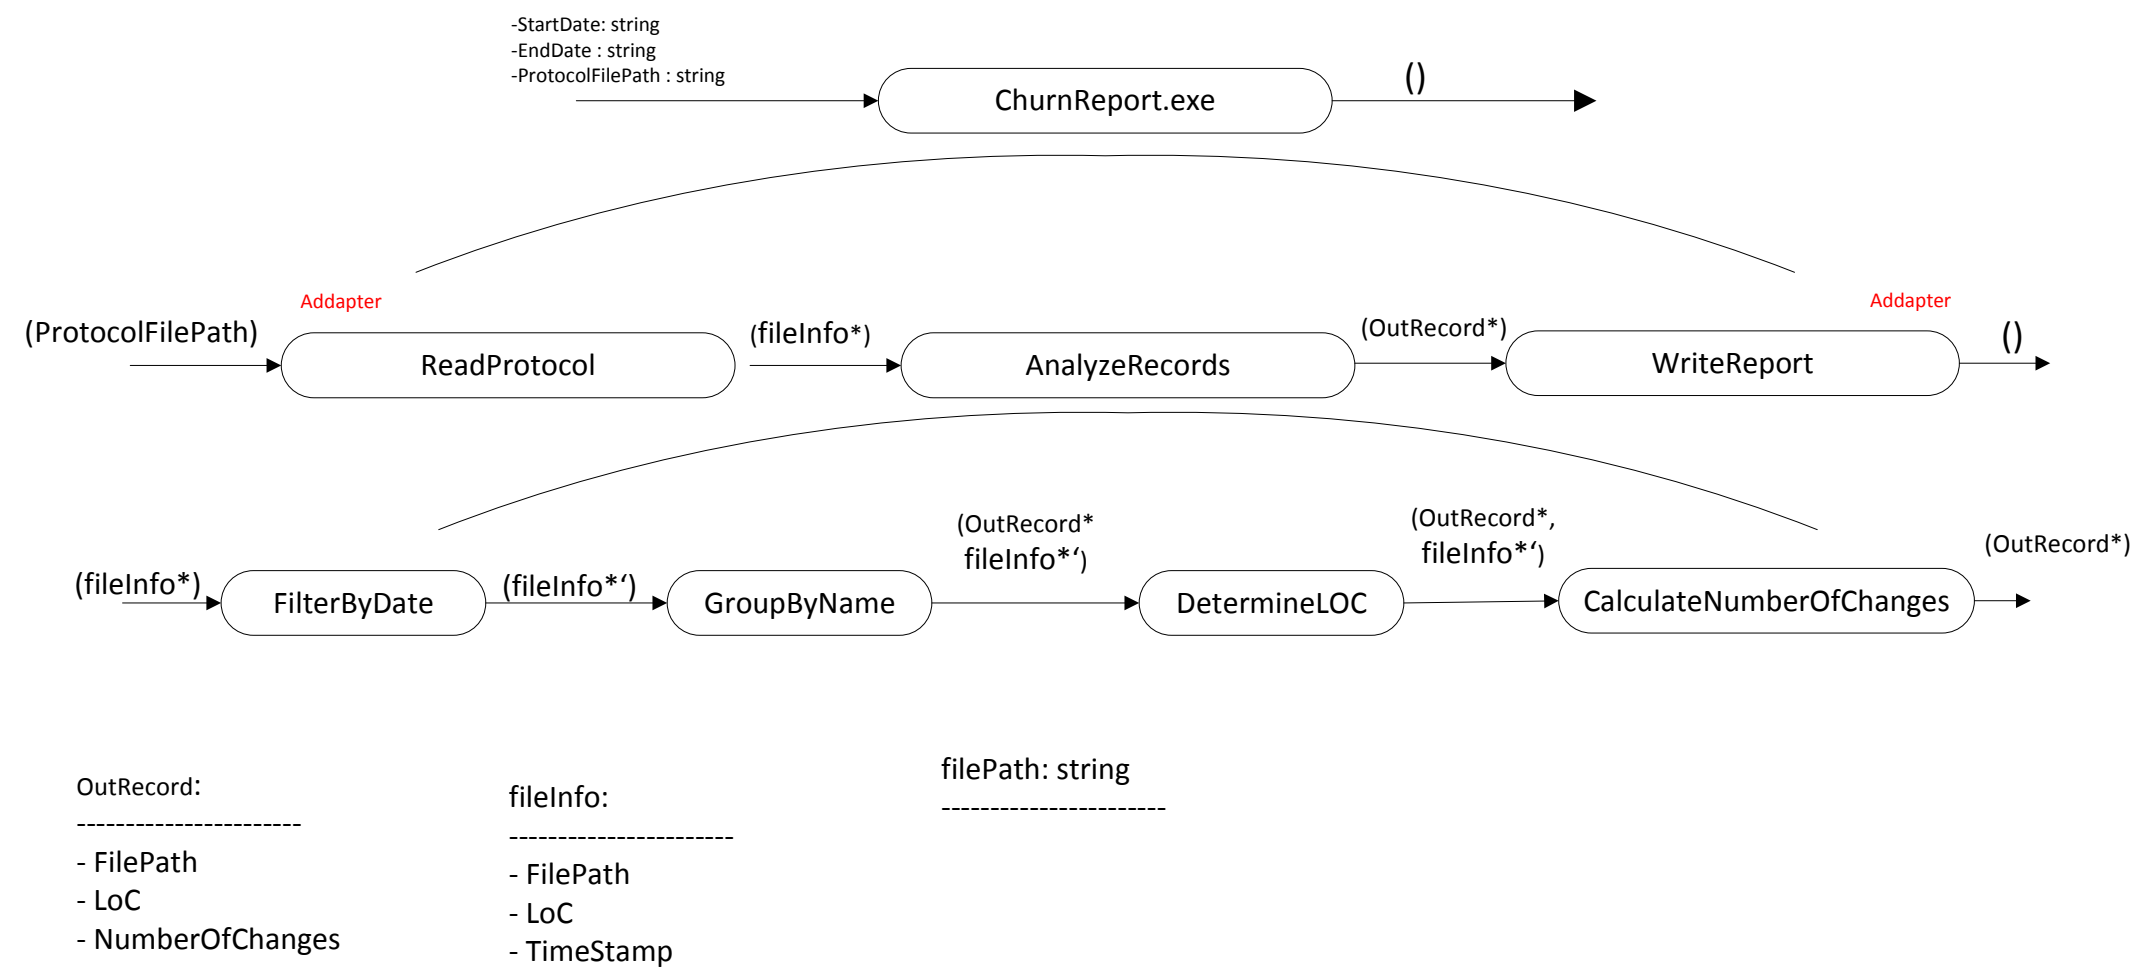 -StartDate: string
-EndDate : string
-ProtocolFilePath : string
ChurnReport.exe
()
Addapter
Addapter
(ProtocolFilePath)
ReadProtocol
(fileInfo*)
AnalyzeRecords
(OutRecord*)
WriteReport
()
(fileInfo*)
FilterByDate
(fileInfo*‘)
GroupByName
(OutRecord*
fileInfo*‘)
DetermineLOC
(OutRecord*,
fileInfo*‘)
CalculateNumberOfChanges
(OutRecord*)
OutRecord:
-----------------------
- FilePath
- LoC
- NumberOfChanges
fileInfo:
-----------------------
- FilePath
- LoC
- TimeStamp
filePath: string
-----------------------